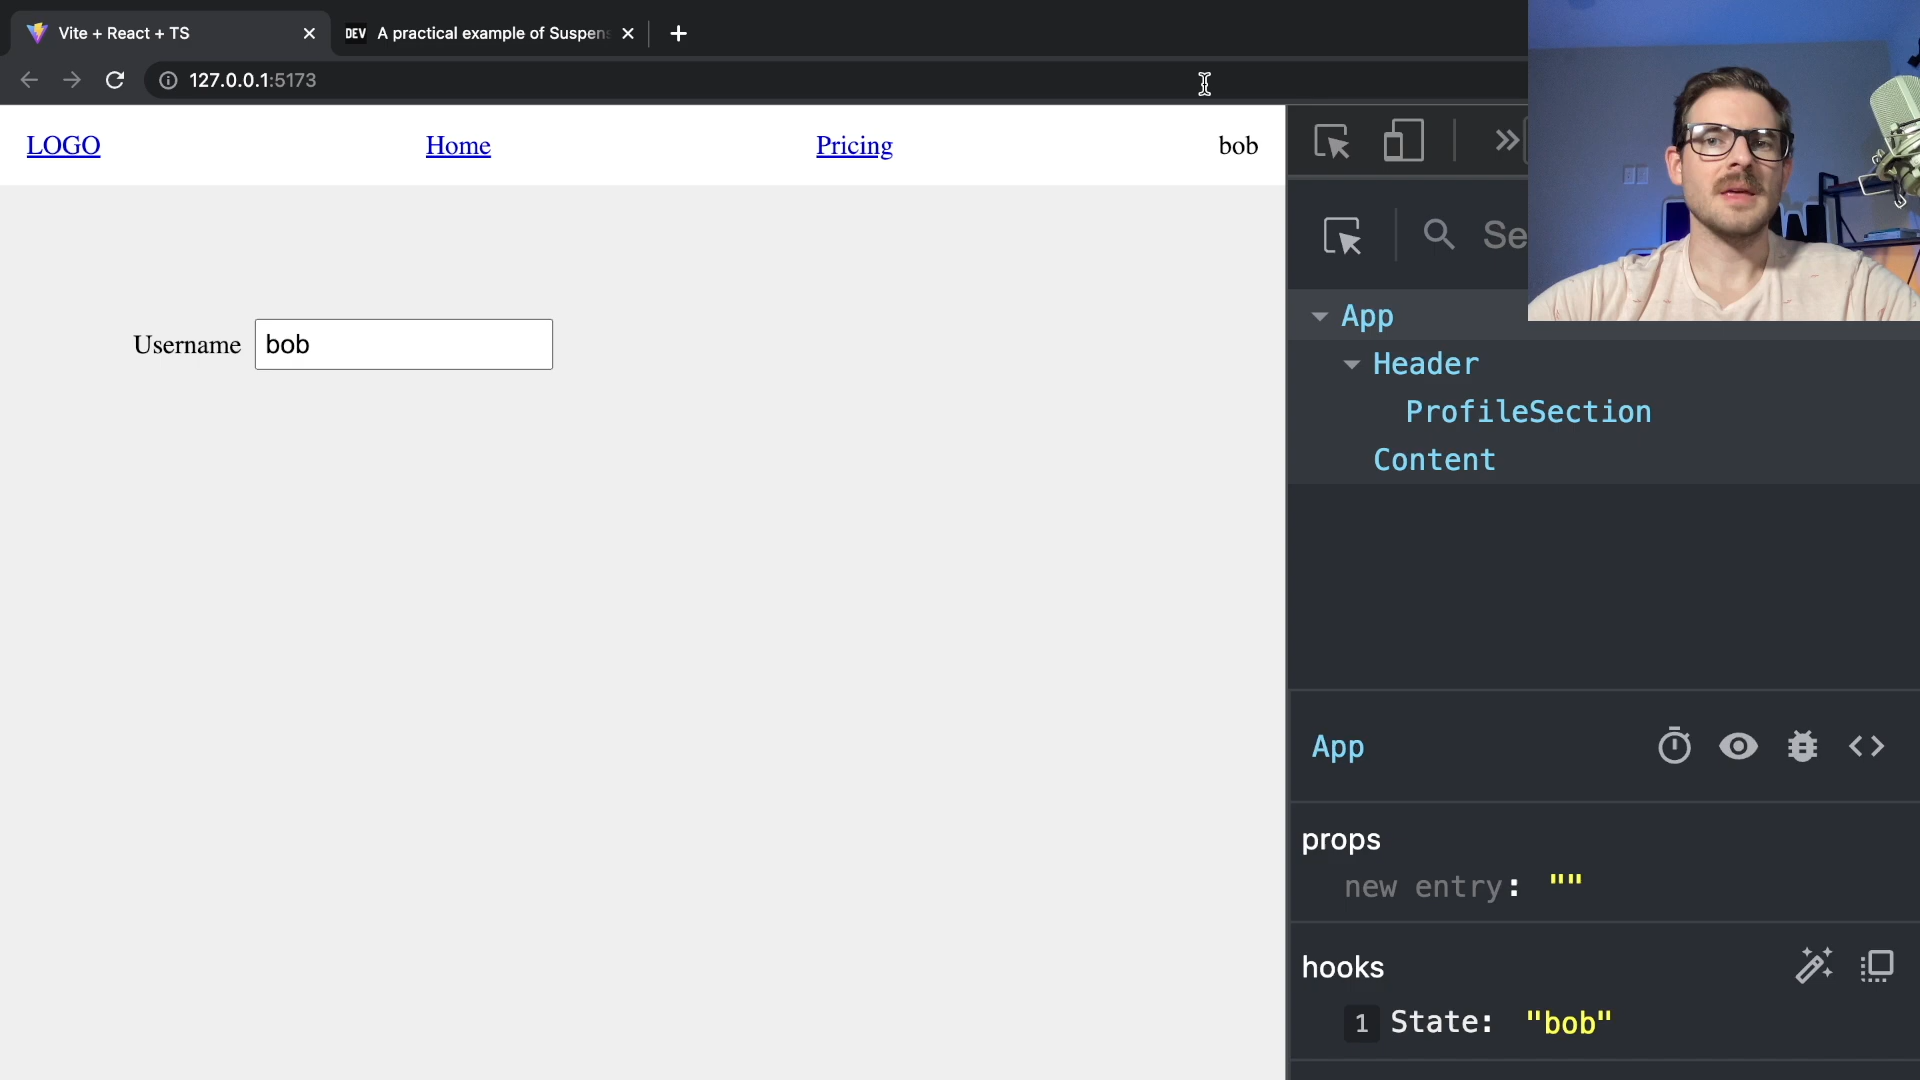 Vite + React + TS
DEV A practical example of Suspens
127.0.0.1:5173
LOGO Home Pricing bob
Username bob
Se
App
Header
ProfileSection
Content
App
props
new entry: ""
hooks
1 State: "bob"